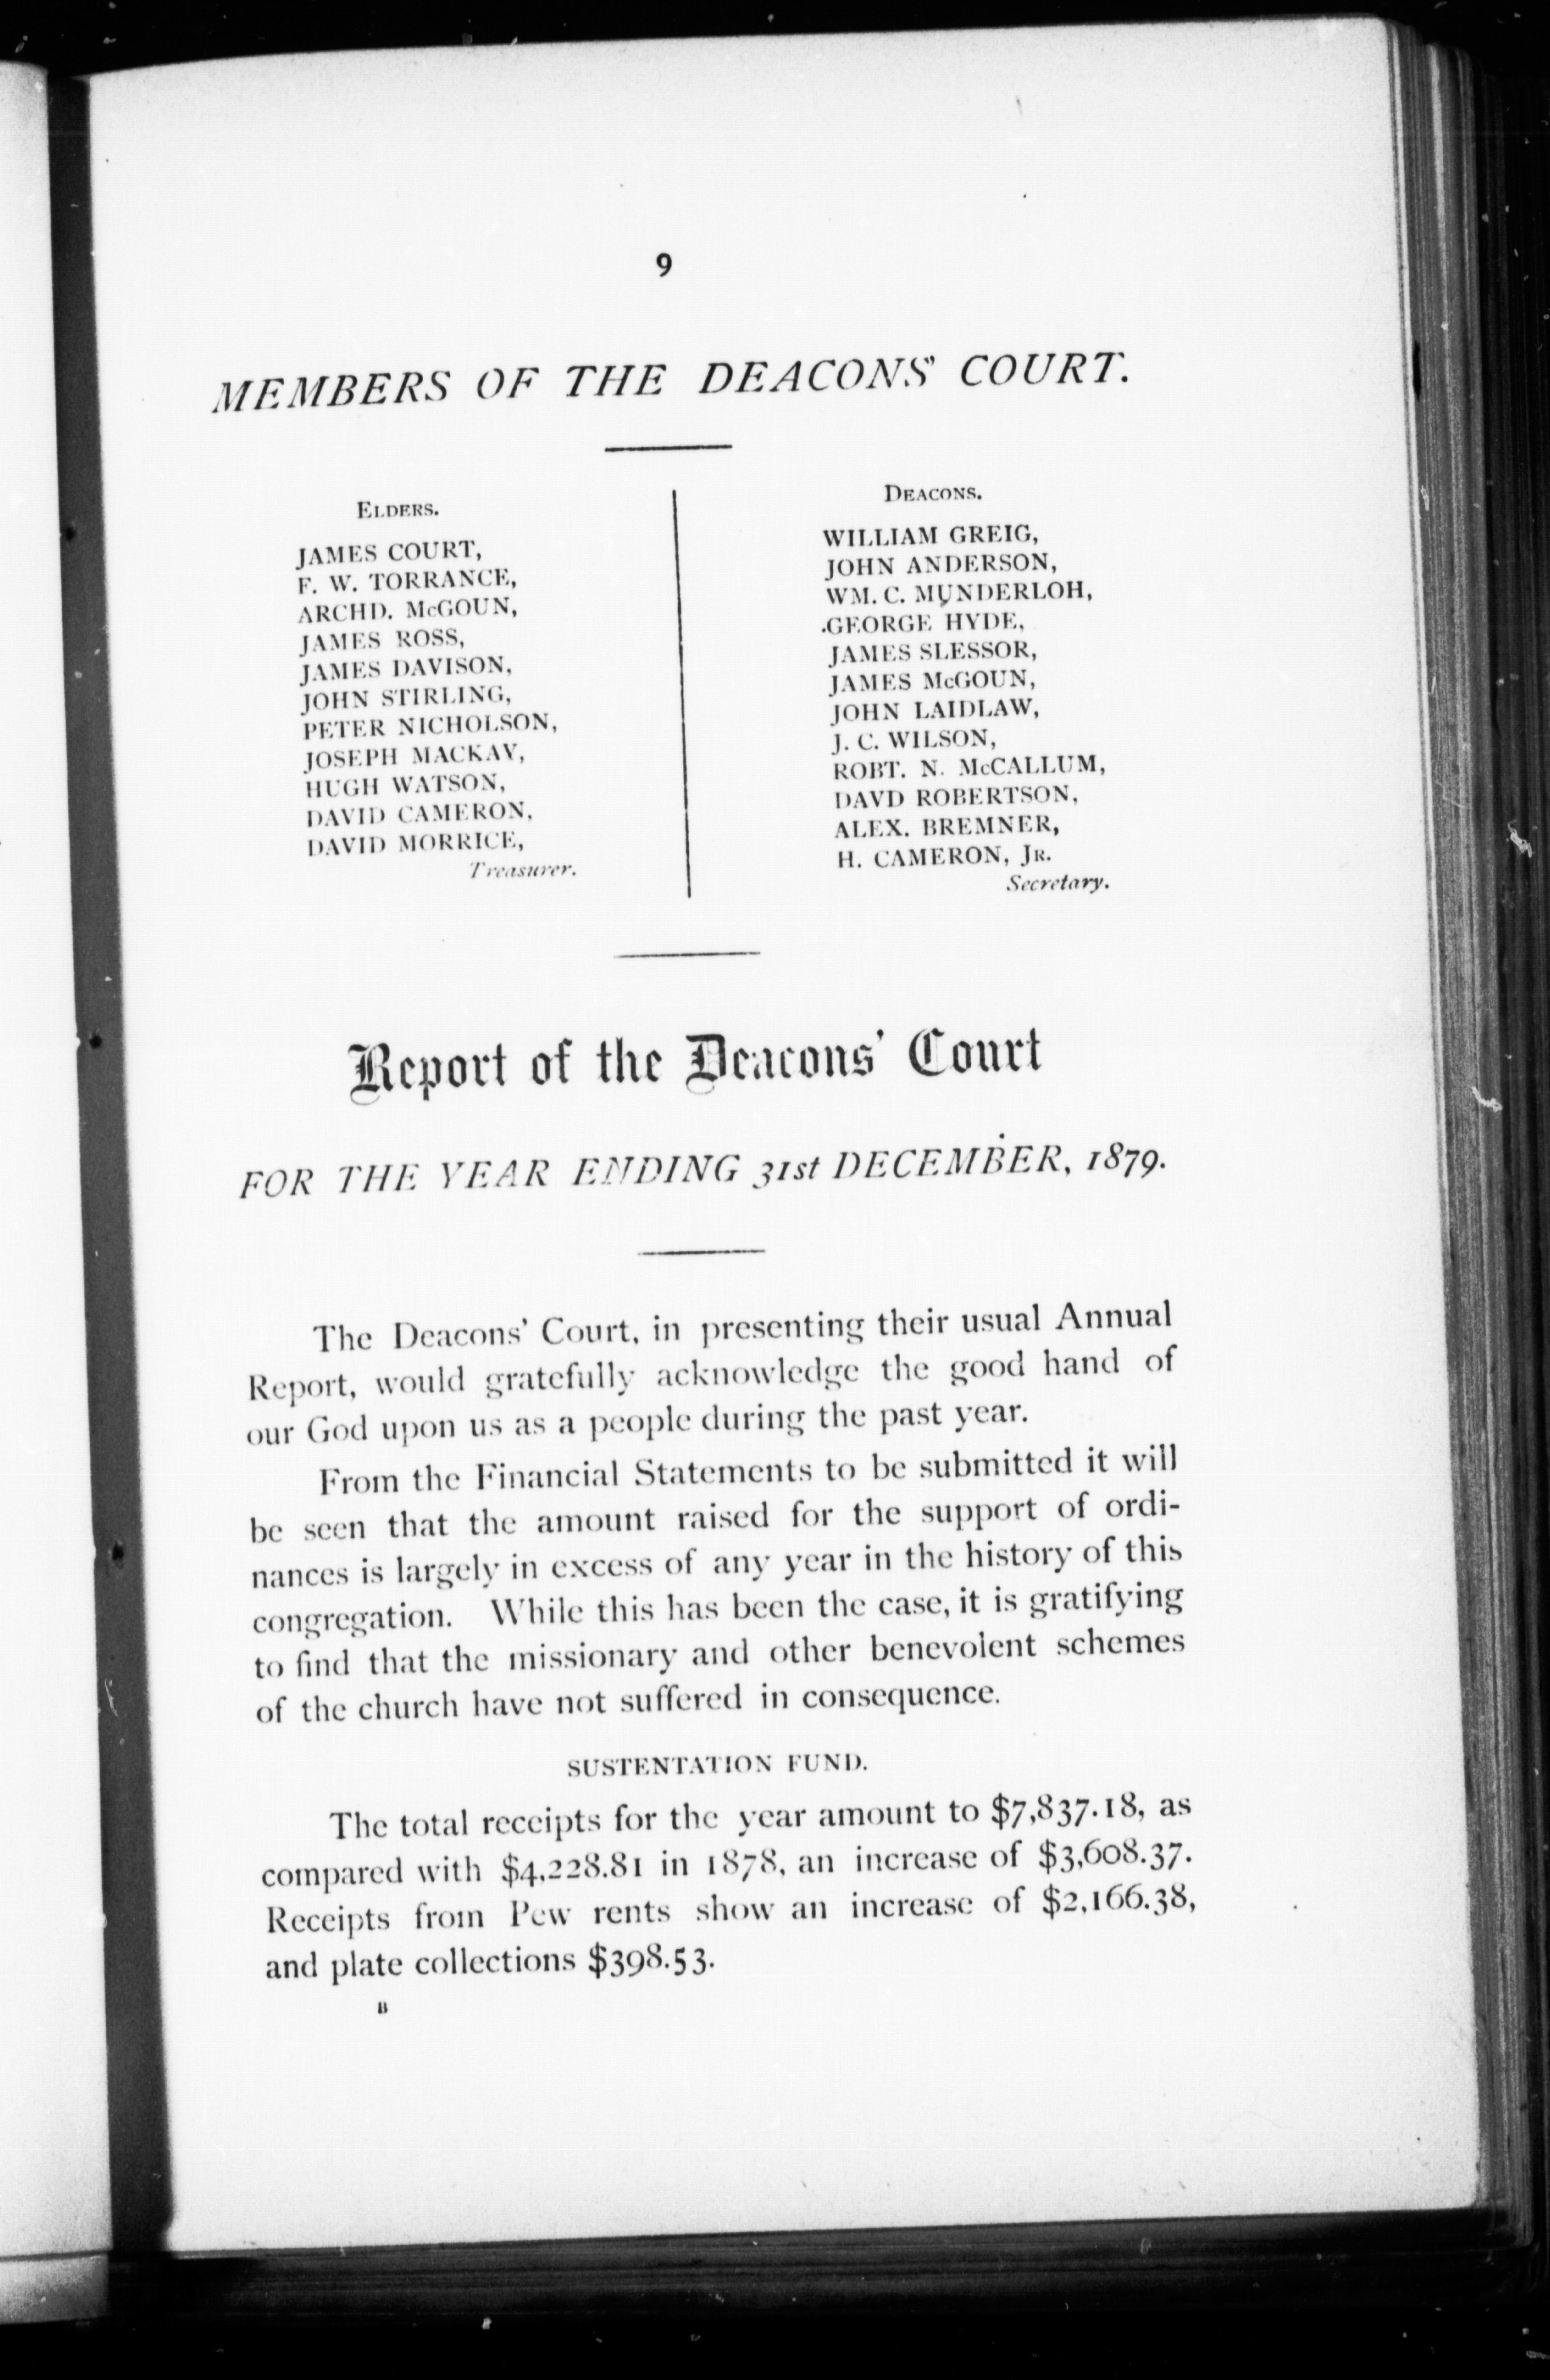 9
MEMBERS OF THE DEACONS' COURT.
ELDERS.
JAMES COURT,
F. W. TORRANCE,
ARCHD. McGOUN,
JAMES ROSS,
JAMES DAVISON,
JOHN STIRLING,
PETER NICHOLSON,
JOSEPH MACKAY,
HUGH WATSON,
DAVID CAMERON,
DAVID MORRICE,
Treasurer.
DEACONS.
WILLIAM GREIG,
JOHN ANDERSON,
WM. C. MUNDERLOH,
GEORGE HYDE,
JAMES SLESSOR,
JAMES McGOUN,
JOHN LAIDLAW,
J. C. WILSON,
ROBT. N. McCALLUM,
DAVD ROBERTSON,
ALEX. BREMNER,
H. CAMERON, JR.
Secretary.
Report of the Deacons' Court
FOR THE YEAR ENDING 31st DECEMBER, 1879.
The Deacons' Court, in presenting their usual Annual
Report, would gratefully acknowledge the good hand of
our God upon us as a people during the past year.
From the Financial Statements to be submitted it will
be seen that the amount raised for the support of ordi-
nances is largely in excess of any year in the history of this
congregation. While this has been the case, it is gratifying
to find that the missionary and other benevolent schemes
of the church have not suffered in consequence.
SUSTENTATION FUND.
The total receipts for the year amount to $7,837.18, as
compared with $4,228.81 in 1878, an increase of $3,608.37.
Receipts from Pew rents show an increase of $2,166.38,
and plate collections $398.53.
B